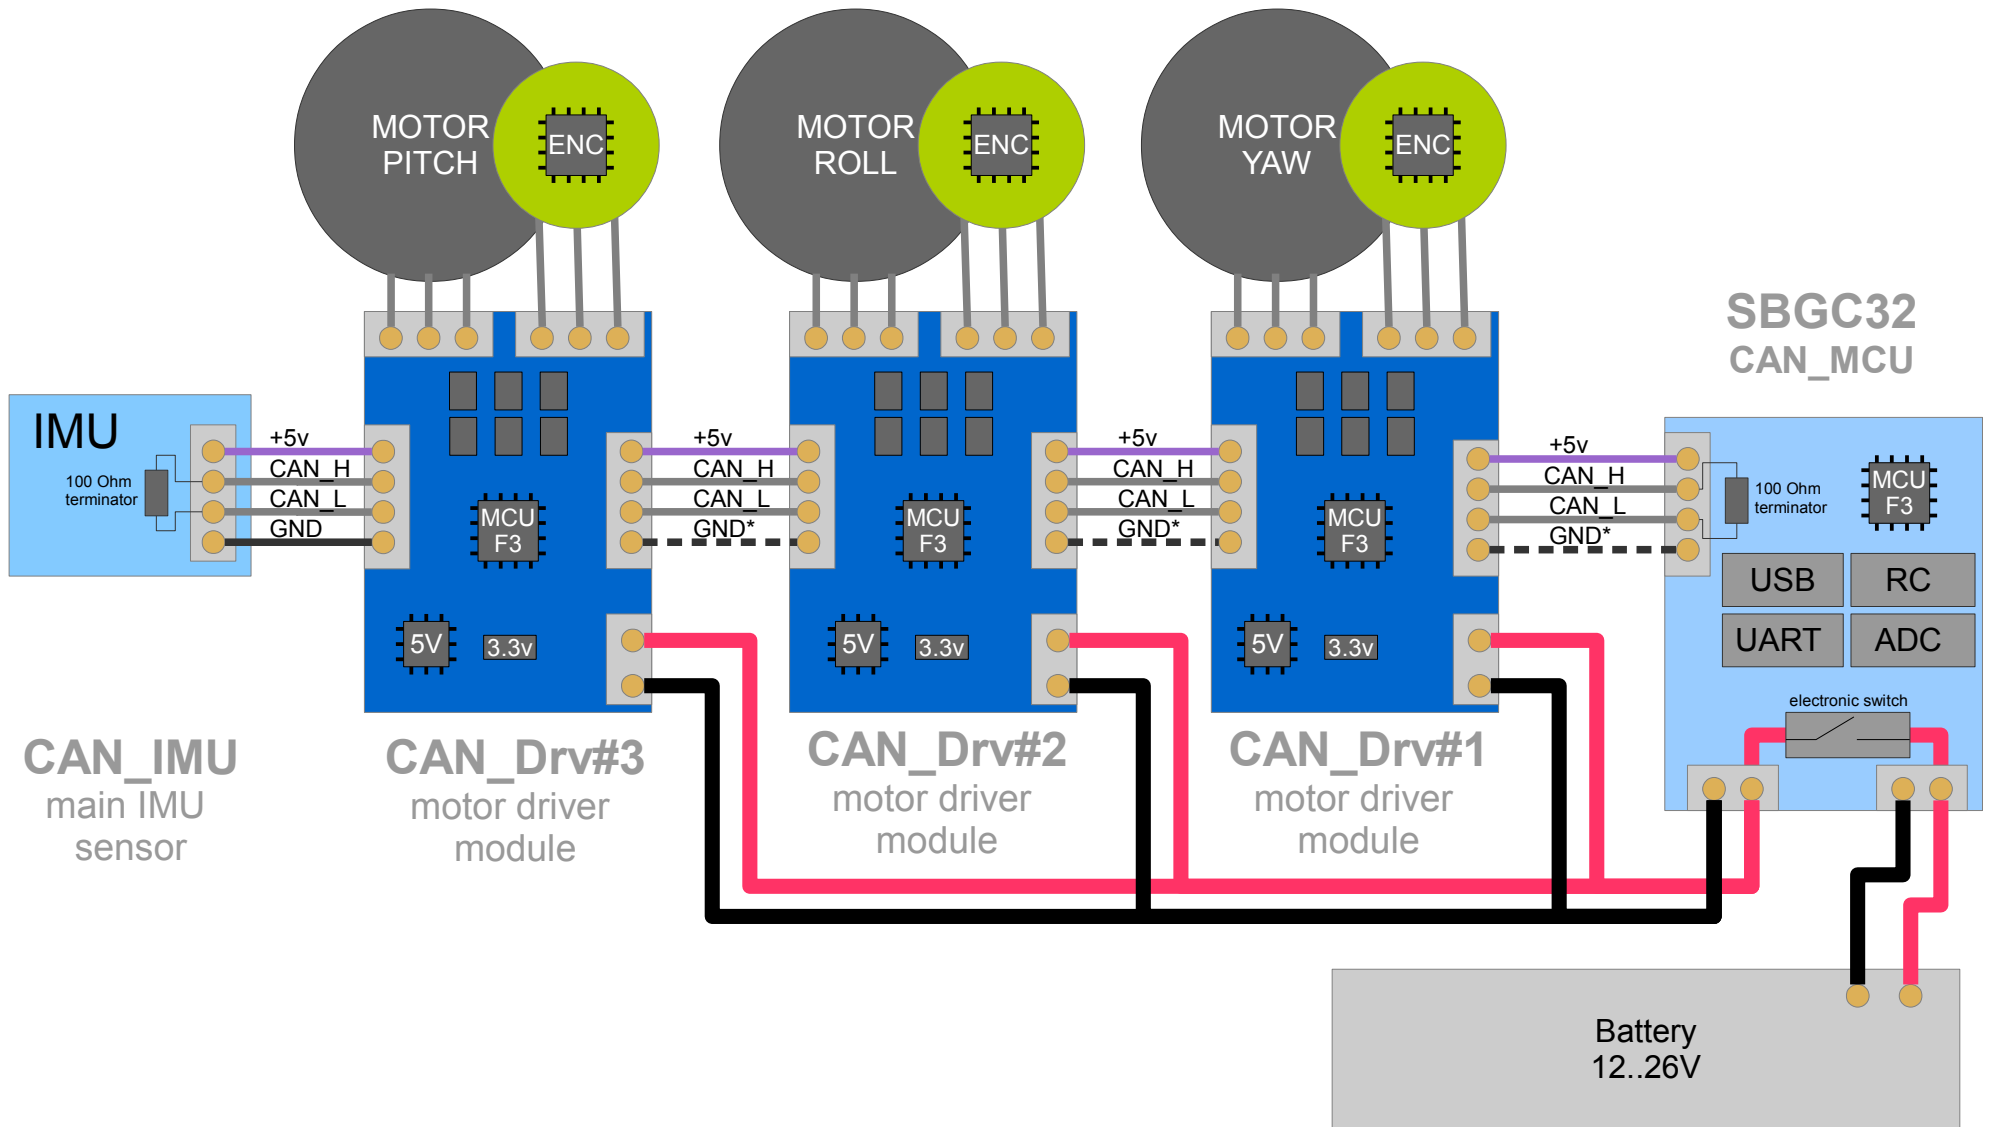 MOTOR
PITCH
ENC
MOTOR
ROLL
ENC
MOTOR
YAW
ENC
SBGC32
CAN_MCU
IMU
100 Ohm
terminator
+5v
CAN_H
CAN_L
GND
MCU
F3
5V
3.3v
+5v
CAN_H
CAN_L
GND*
MCU
F3
5V
3.3v
+5v
CAN_H
CAN_L
GND*
MCU
F3
5V
3.3v
+5v
CAN_H
CAN_L
GND*
100 Ohm
terminator
MCU
F3
USB
RC
UART
ADC
electronic switch
CAN_IMU
main IMU
sensor
CAN_Drv#3
motor driver
module
CAN_Drv#2
motor driver
module
CAN_Drv#1
motor driver
module
Battery
12..26V